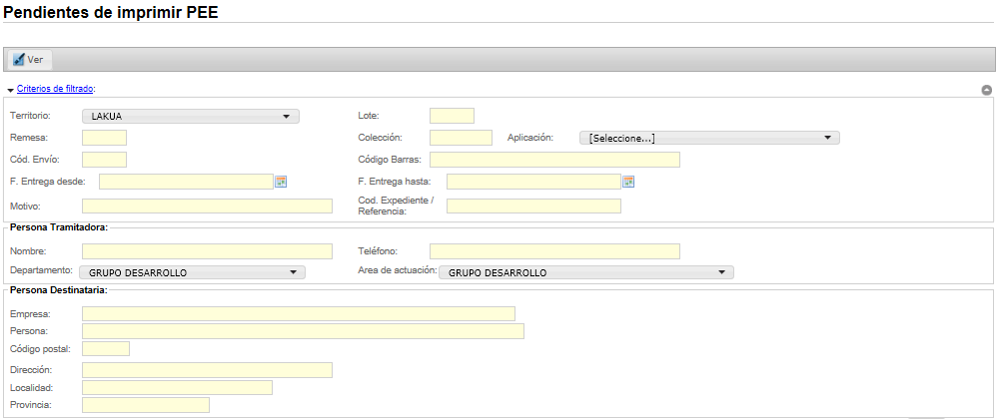 Pendientes de imprimir PEE
Ver
Criterios de filtrado:
Territorio: LAKUA Lote:
Remesa: Colección: Aplicación: [Seleccione...]
Cód. Envío: Código Barras:
F. Entrega desde: F. Entrega hasta:
Motivo: Cod. Expediente /
Referencia:
Persona Tramitadora:
Nombre: Teléfono:
Departamento: GRUPO DESARROLLO Area de actuación: GRUPO DESARROLLO
Persona Destinataria:
Empresa:
Persona:
Código postal:
Dirección:
Localidad:
Provincia: